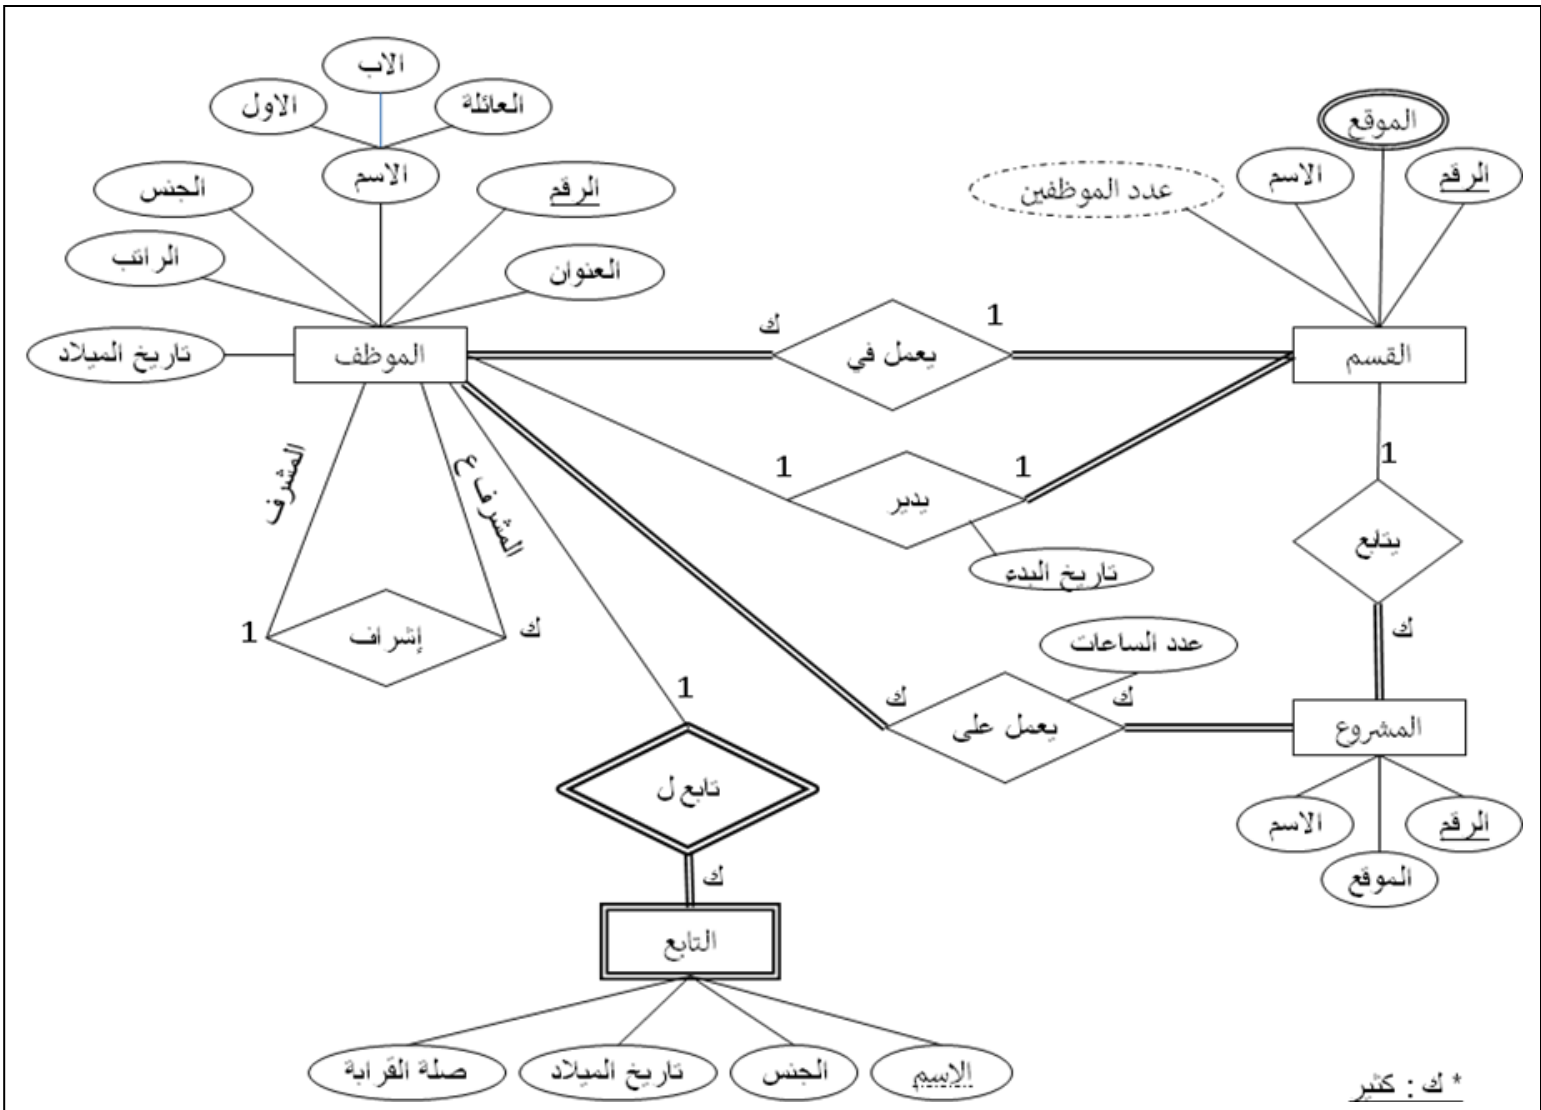 الاب
الاول
العائلة
الاسم
الجنس
الرقم
الراتب
العنوان
تاريخ الميلاد
الموظف
الموقع
الاسم
الرقم
عدد الموظفين
القسم
ك
يعمل في
1
1
يدير
1
تاريخ البدء
1
يتابع
ك
المشرف
المشرف ع
1
إشراف
ك
عدد الساعات
ك
يعمل على
ك
المشروع
الاسم
الرقم
الموقع
1
تابع ل
ك
التابع
صلة القرابة
تاريخ الميلاد
الجنس
الاسم
* ك : كثير